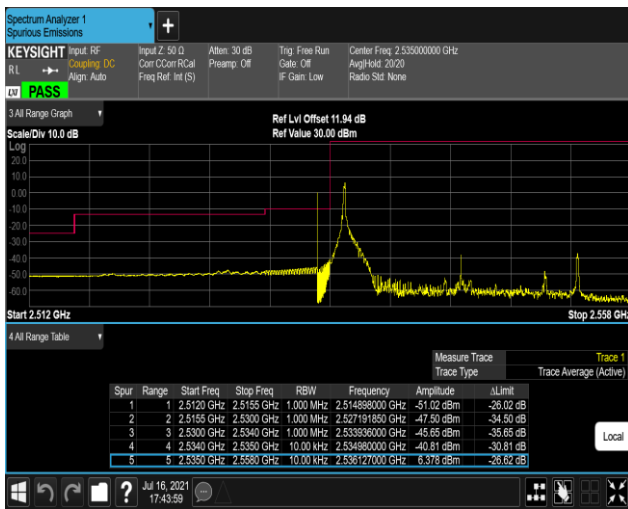 Spectrum Analyzer 1
Spurious Emissions
KEYSIGHT Input: RF Input Z: 50 Ω Atten: 30 dB Trig: Free Run Center Freq: 2.535000000 GHz
RL Coupling: DC Corr CCorr RCal Preamp: Off Gate: Off Avg|Hold: 20/20
Align: Auto Freq Ref: Int (S) IF Gain: Low Radio Std: None
LXI PASS
3 All Range Graph
Ref Lvl Offset 11.94 dB
Scale/Div 10.0 dB Ref Value 30.00 dBm
Log
20.0
10.0
0.00
-10.0
-20.0
-30.0
-40.0
-50.0
-60.0
Start 2.512 GHz Stop 2.558 GHz
4 All Range Table
Measure Trace Trace 1
Trace Type Trace Average (Active)
Spur Range Start Freq Stop Freq RBW Frequency Amplitude ΔLimit
1 1 2.5120 GHz 2.5155 GHz 1.000 MHz 2.514898000 GHz -51.02 dBm -26.02 dB
2 2 2.5155 GHz 2.5300 GHz 1.000 MHz 2.527191850 GHz -47.50 dBm -34.50 dB
3 3 2.5300 GHz 2.5340 GHz 1.000 MHz 2.533936000 GHz -45.65 dBm -35.65 dB
4 4 2.5340 GHz 2.5350 GHz 10.00 kHz 2.534980000 GHz -40.81 dBm -30.81 dB
5 5 2.5350 GHz 2.5580 GHz 10.00 kHz 2.536127000 GHz 6.378 dBm -26.62 dB
Local
?
Jul 16, 2021
17:43:59